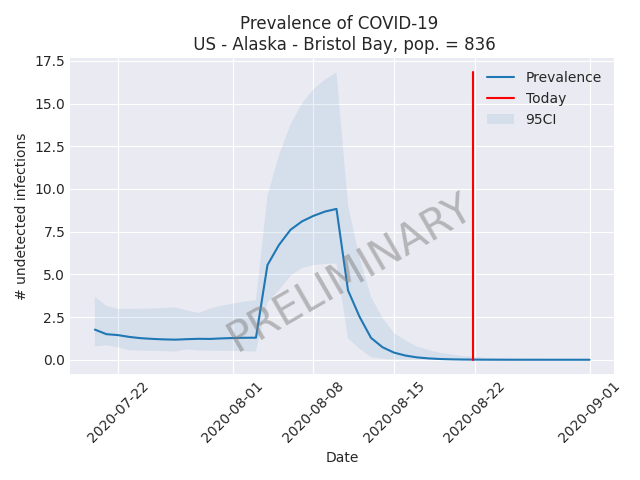 Prevalence of COVID-19
US - Alaska - Bristol Bay, pop. = 836
17.5
15.0
12.5
10.0
7.5
5.0
2.5
0.0
# undetected infections
Prevalence
Today
95CI
PRELIMINARY
2020-07-22
2020-08-01
2020-08-08
2020-08-15
2020-08-22
2020-09-01
Date